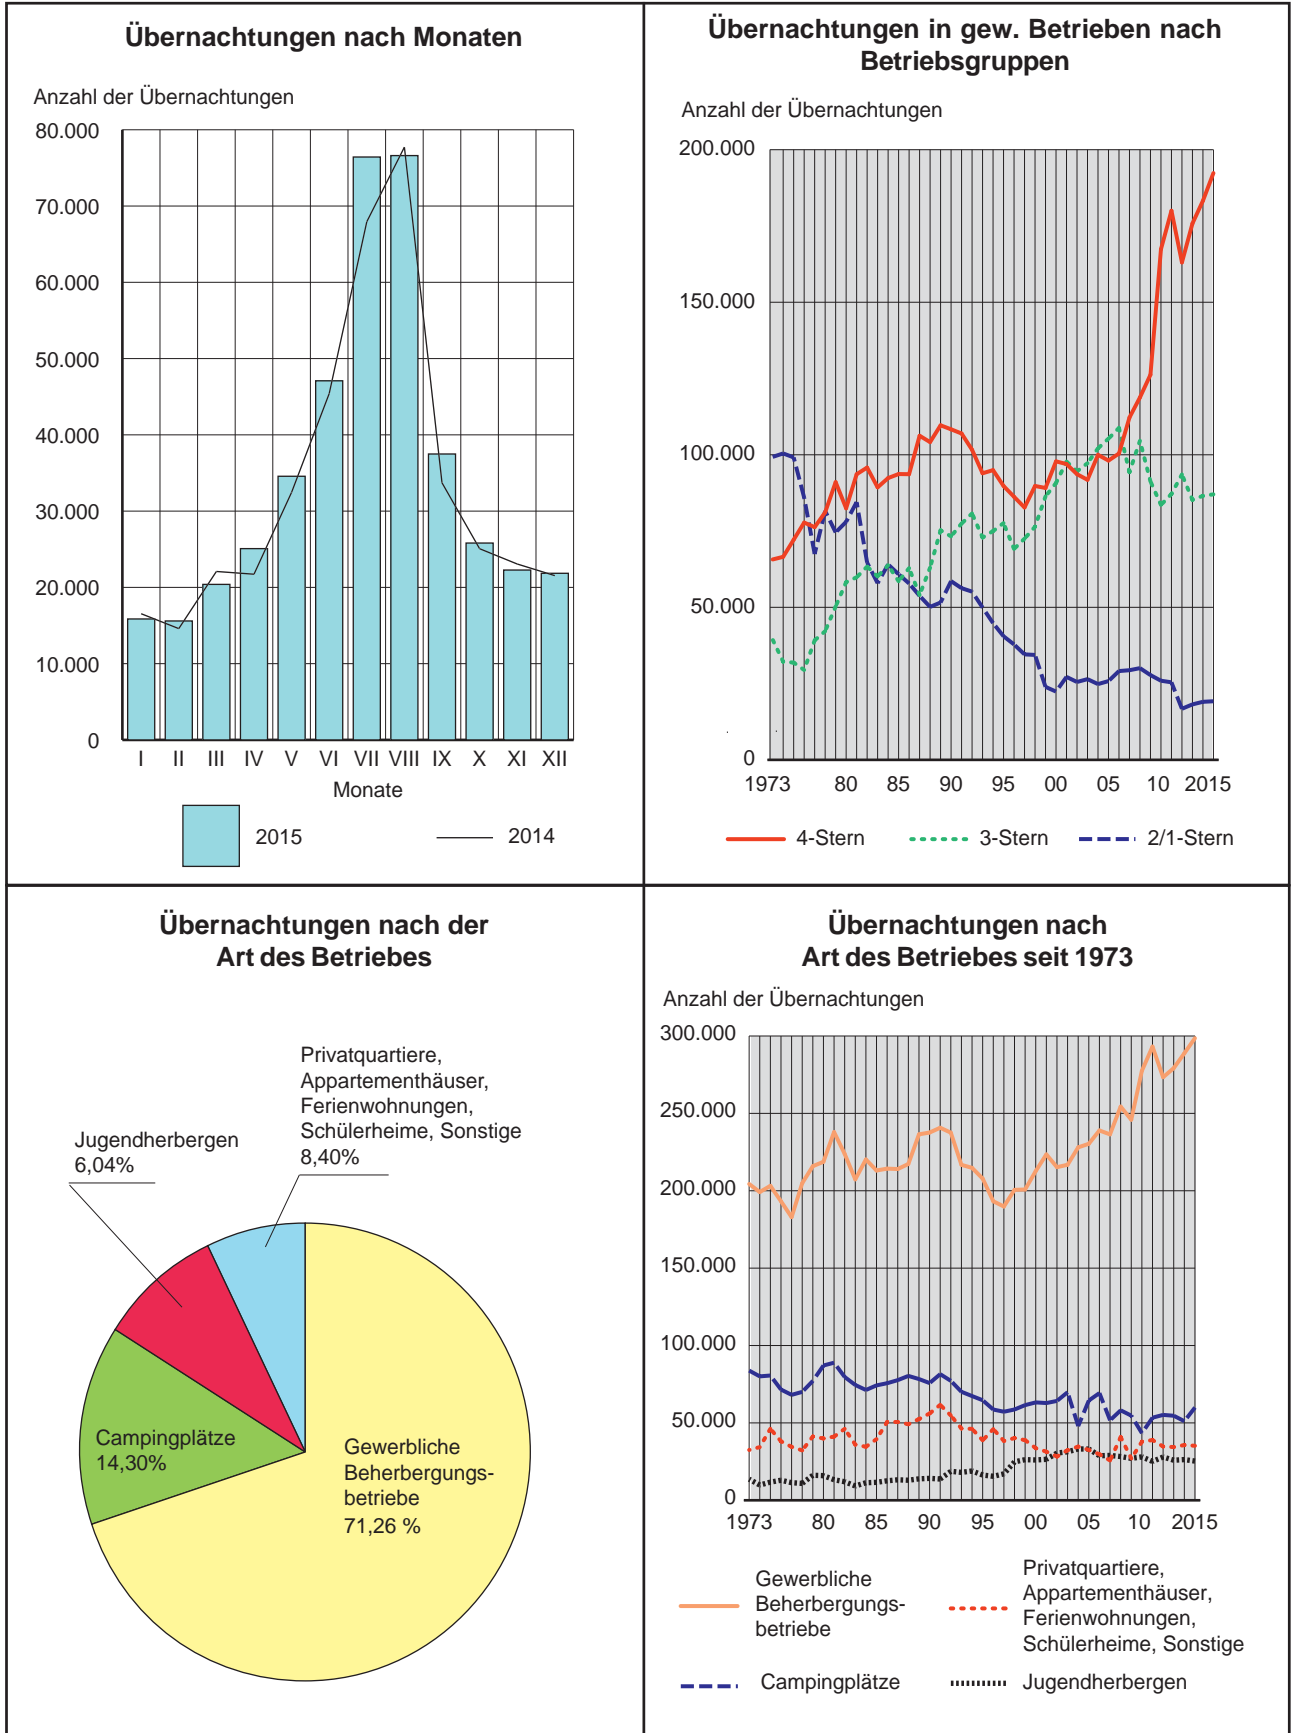 Übernachtungen nach Monaten
Anzahl der Übernachtungen
80.000
70.000
60.000
50.000
40.000
30.000
20.000
10.000
0
I II III IV V VI VII VIII IX X XI XII
Monate
2015 2014
Übernachtungen in gew. Betrieben nach
Betriebsgruppen
Anzahl der Übernachtungen
200.000
150.000
100.000
50.000
0
1973 80 85 90 95 00 05 10 2015
4-Stern 3-Stern 2/1-Stern
Übernachtungen nach der
Art des Betriebes
Privatquartiere,
Appartementhäuser,
Ferienwohnungen,
Schülerheime, Sonstige
8,40%
Jugendherbergen
6,04%
Campingplätze
14,30%
Gewerbliche
Beherbergungs-
betriebe
71,26 %
Übernachtungen nach
Art des Betriebes seit 1973
Anzahl der Übernachtungen
300.000
250.000
200.000
150.000
100.000
50.000
0
1973 80 85 90 95 00 05 10 2015
Gewerbliche
Beherbergungs-
betriebe
Privatquartiere,
Appartementhäuser,
Ferienwohnungen,
Schülerheime, Sonstige
Campingplätze
Jugendherbergen